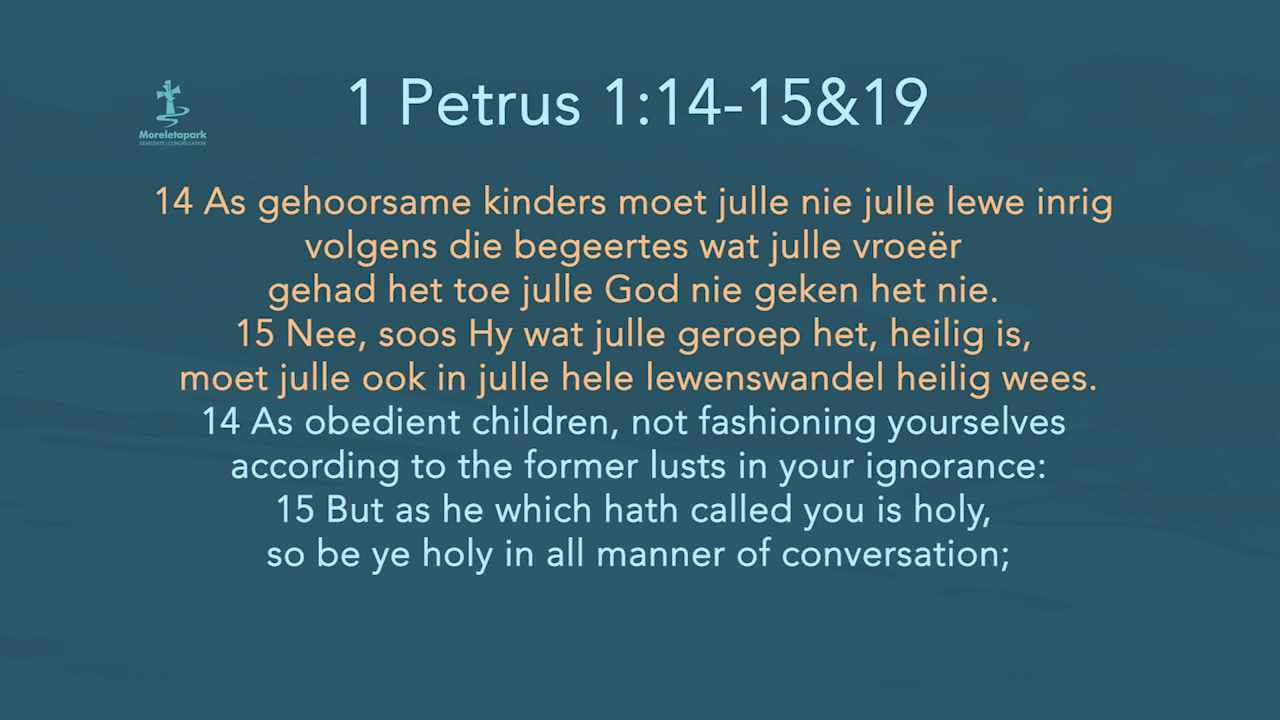 1 Petrus 1:14-15&19
Moreletapark
GEMEENTE | CONGREGATION
14 As gehoorsame kinders moet julle nie julle lewe inrig
volgens die begeertes wat julle vroeër
gehad het toe julle God nie geken het nie.
15 Nee, soos Hy wat julle geroep het, heilig is,
moet julle ook in julle hele lewenswandel heilig wees.
14 As obedient children, not fashioning yourselves
according to the former lusts in your ignorance:
15 But as he which hath called you is holy,
so be ye holy in all manner of conversation;